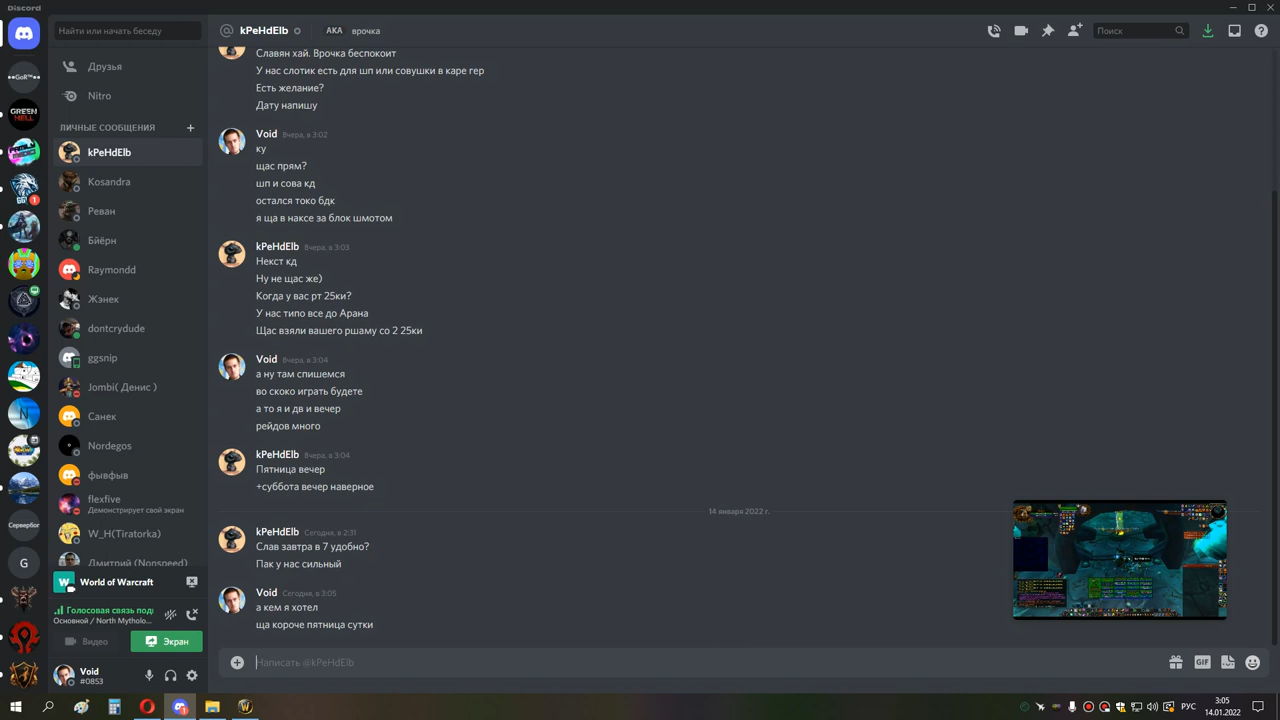 Discord
Найти или начать беседу
kPeHdElb
AKA врочка
Поиск
Друзья
Nitro
ЛИЧНЫЕ СООБЩЕНИЯ
kPeHdElb
Kosandra
Реван
Бйёрн
Raymondd
Жэнек
dontcrydude
ggsnip
Jombi( Денис )
Санек
Nordegos
фывфыв
flexfive
Демонстрирует свой экран
W_H(Tiratorka)
Дмитрий (Nonspeed)
World of Warcraft
Голосовая связь под
Основной / North Mytholo...
Видео
Экран
Void
#0853
••GoR™••
GREEN
HELL
Сервербог
G
Славян хай. Врочка беспокоит
У нас слотик есть для шп или совушки в каре гер
Есть желание?
Дату напишу
Void Вчера, в 3:02
ку
щас прям?
шп и сова кд
остался токо бдк
я ща в наксе за блок шмотом
kPeHdElb Вчера, в 3:03
Некст кд
Ну не щас же)
Когда у вас рт 25ки?
У нас типо все до Арана
Щас взяли вашего ршаму со 2 25ки
Void Вчера, в 3:04
а ну там спишемся
во скоко играть будете
а то я и дв и вечер
рейдов много
kPeHdElb Вчера, в 3:04
Пятница вечер
+суббота вечер наверное
14 января 2022 г.
kPeHdElb Сегодня, в 2:31
Слав завтра в 7 удобно?
Пак у нас сильный
Void Сегодня, в 3:05
а кем я хотел
ща короче пятница сутки
Написать @kPeHdElb
GIF
РУС
3:05
14.01.2022